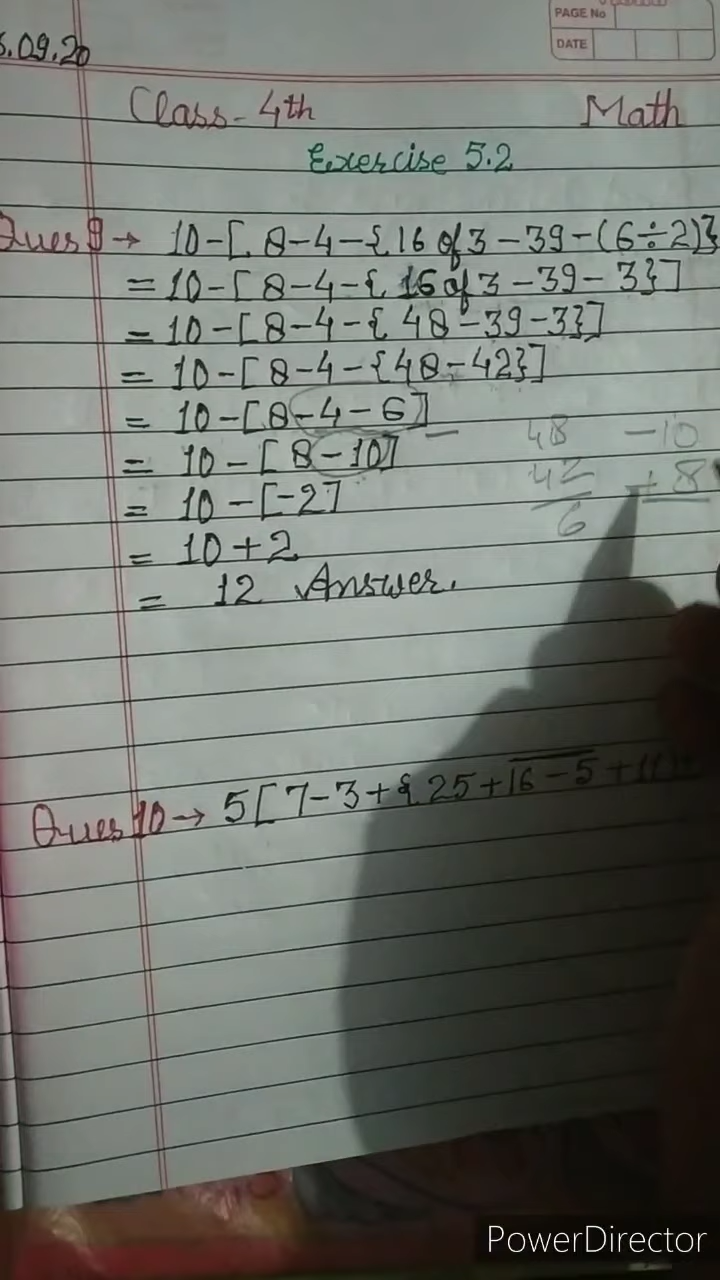 PAGE No
DATE
.09.20
Class-4th Math
Exercise 5.2
Ques 9 → 10-[8-4-{16 of 3-39-(6÷2)}
= 10-[8-4-{16 of 3-39-3}]
= 10-[8-4-{48-39-3}]
= 10-[8-4-{48-42}]
= 10-[8-4-6]
= 10-[8-10]
= 10-[-2]
= 10+2
= 12 Answer.
48
42
6
-10
+8
Ques 10 → 5[7-3+{25+16-5+11
PowerDirector